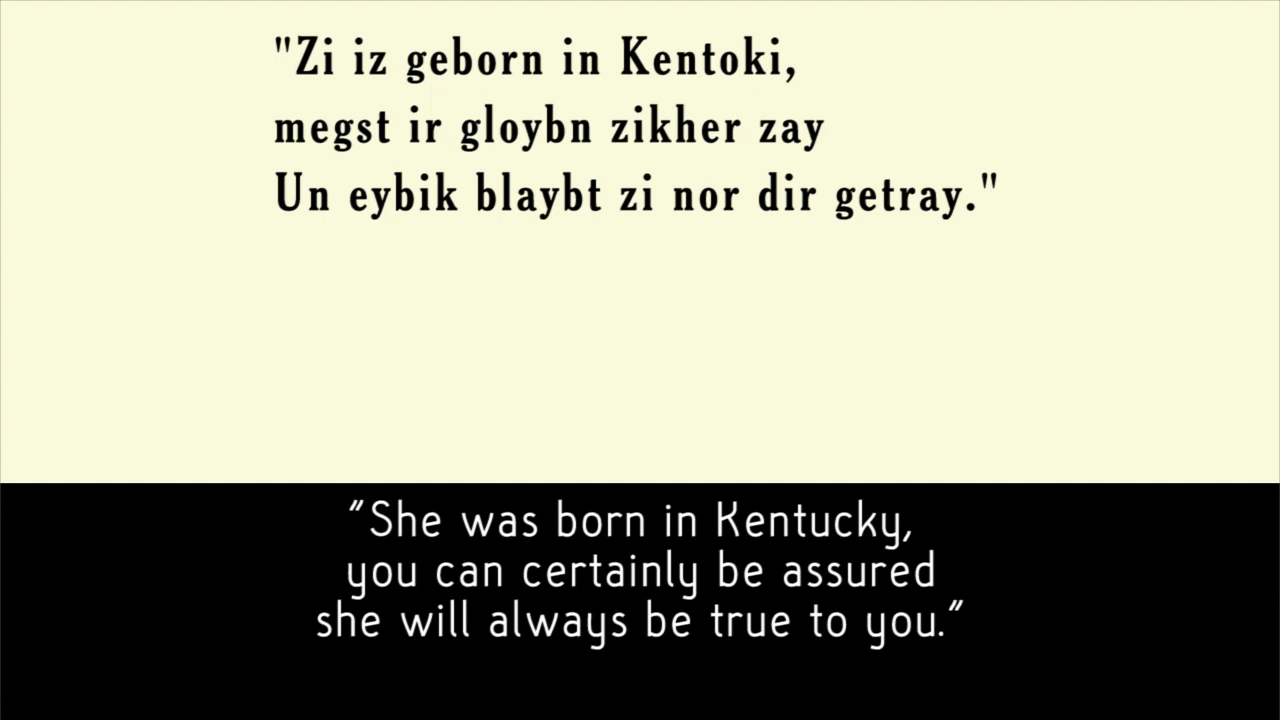 "Zi iz geborn in Kentoki,
megst ir gloybn zikher zay
Un eybik blaybt zi nor dir getray."
"She was born in Kentucky,
you can certainly be assured
she will always be true to you."